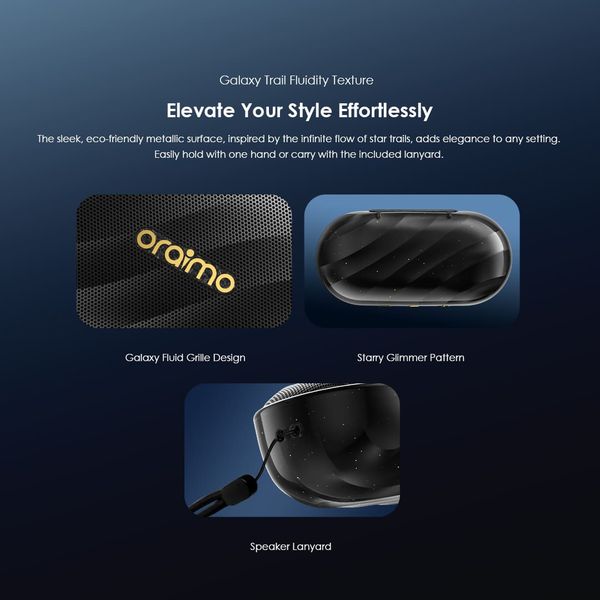 Galaxy Trail Fluidity Texture
Elevate Your Style Effortlessly
The sleek, eco-friendly metallic surface, inspired by the infinite flow of star trails, adds elegance to any setting.
Easily hold with one hand or carry with the included lanyard.
oraimo
Galaxy Fluid Grille Design
Starry Glimmer Pattern
Speaker Lanyard